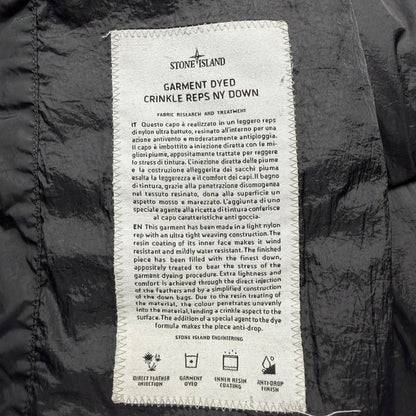 STONE ISLAND
GARMENT DYED
CRINKLE REPS NY DOWN
FABRIC RESEARCH AND TREATMENT
IT Questo capo è realizzato in un leggero reps
di nylon ultra battuto, resinato all'interno per una
azione antivento e moderatamente antipioggia.
Il capo è imbottito a iniezione diretta con le mi-
gliori piume, appositamente trattate per reggere
lo stress di tintura. L'iniezione diretta delle piume
e la costruzione alleggerita dei sacchi piuma
esalta la leggerezza e il comfort dei capi. Il bagno
di tintura, grazie alla penetrazione disomogenea
nel tessuto resinato, dona alla superficie un
aspetto mosso e marezzato. L'aggiunta di uno
speciale agente alla ricetta di tintura conferisce
al capo caratteristiche anti goccia.
EN This garment has been made in a light nylon
rep with an ultra tight weaving construction. The
resin coating of its inner face makes it wind
resistant and mildly water resistant. The finished
piece has been filled with the finest down,
appositely treated to bear the stress of the
garment dyeing procedure. Extra lightness and
comfort is achieved through the direct injection
of the feathers and by a simplified construction
of the down bags. Due to the resin treating of
the material, the colour penetrates unevenly
into the material, landing a crinkle aspect to the
surface. The addition of a special agent to the dye
formula makes the piece anti-drop.
STONE ISLAND ENGINEERING
DIRECT FEATHER
INJECTION
GARMENT
DYED
INNER RESIN
COATING
ANTI-DROP
FINISH